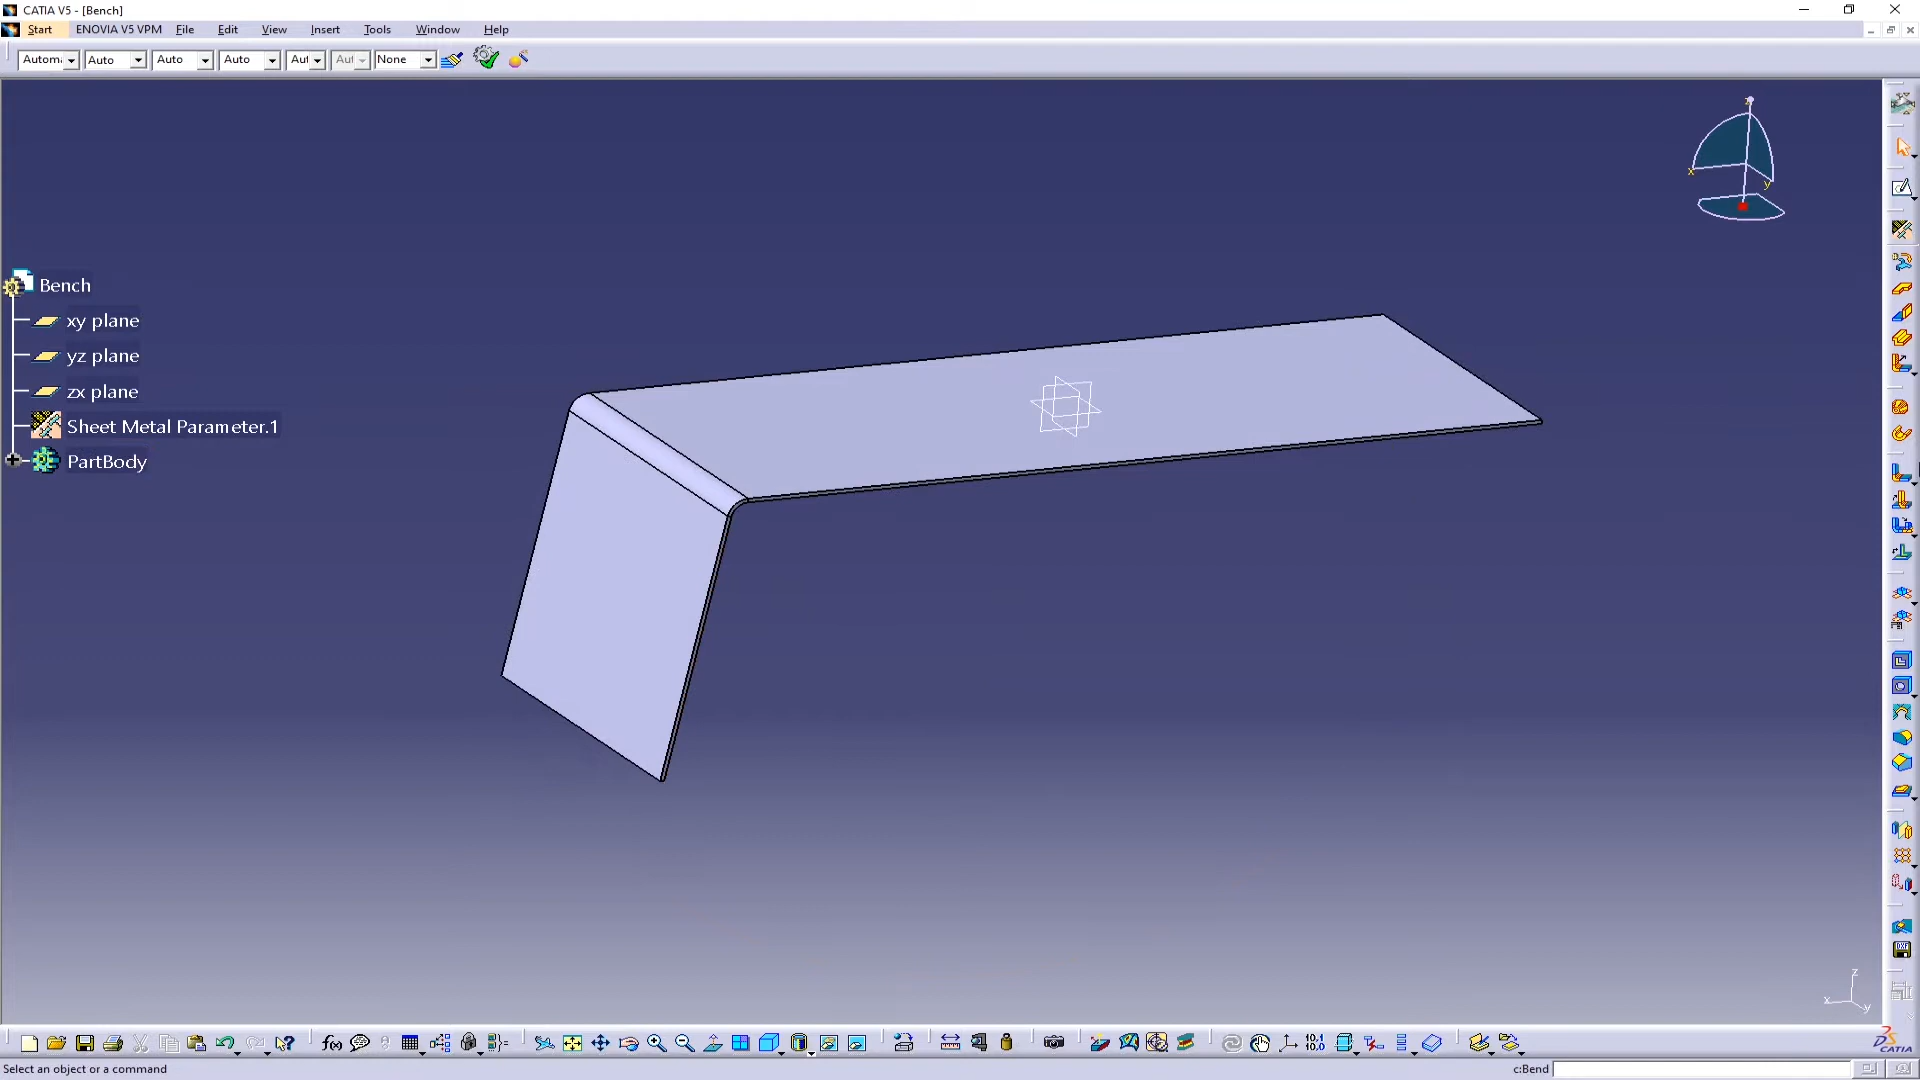 CATIA V5 - [Bench]
Start ENOVIA V5 VPM File Edit View Insert Tools Window Help
Auto Auto Auto None
z
x
y
Bench
xy plane
yz plane
zx plane
Sheet Metal Parameter.1
PartBody
z
x
y
CATIA
Select an object or a command
c:Bend